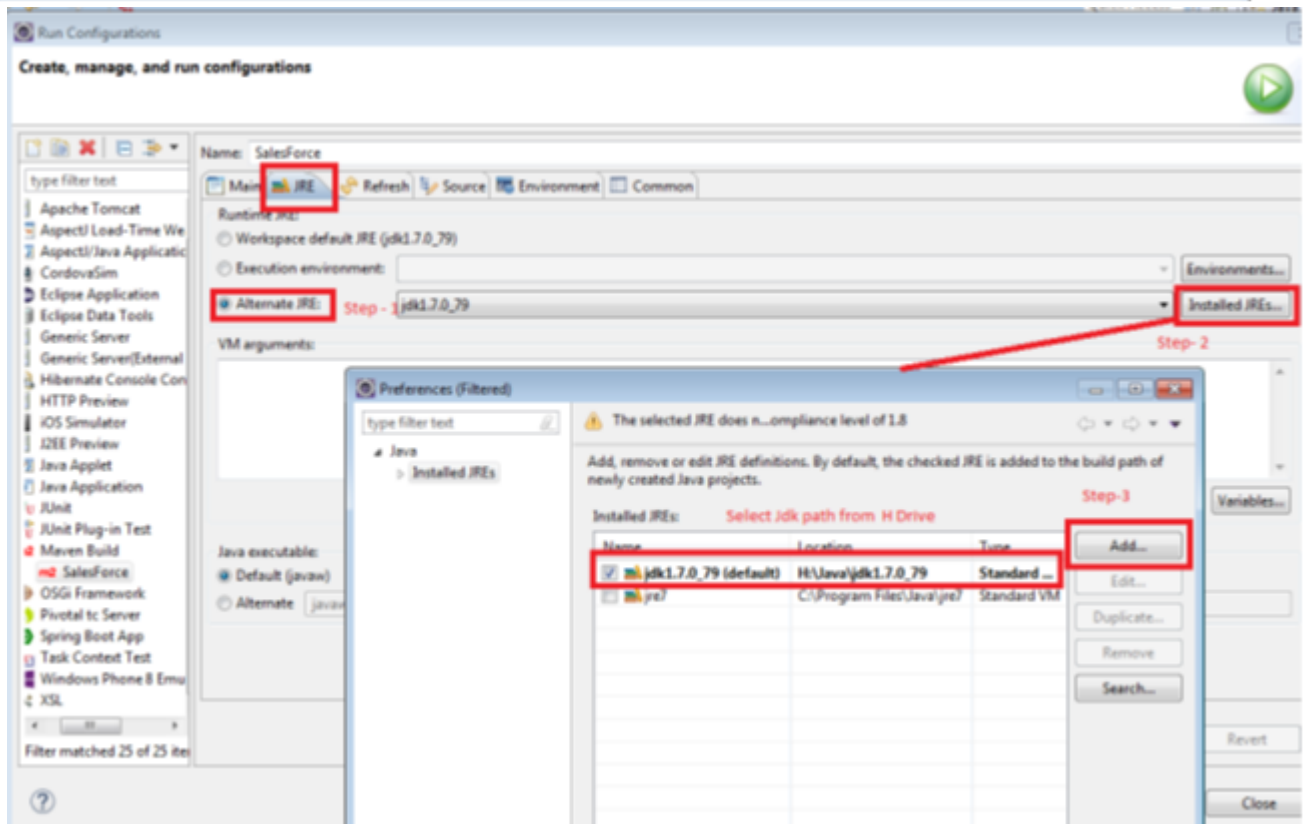 Run Configurations
Create, manage, and run configurations
Name: SalesForce
type filter text
Main JRE Refresh Source Environment Common
Apache Tomcat
AspectJ Load-Time We
AspectJ/Java Applicatic
CordovaSim
Eclipse Application
Eclipse Data Tools
Generic Server
Generic Server(External
Hibernate Console Con
HTTP Preview
iOS Simulator
J2EE Preview
Java Applet
Java Application
JUnit
JUnit Plug-in Test
Maven Build
m2 SalesForce
OSGi Framework
Pivotal tc Server
Spring Boot App
Task Context Test
Windows Phone 8 Emu
XSL
Filter matched 25 of 25 iter
Runtime JRE:
Workspace default JRE (jdk1.7.0_79)
Execution environment:
Environments...
Alternate JRE: Step - 1 jdk1.7.0_79
Installed JREs...
Step- 2
VM arguments:
Variables...
Java executable:
Default (javaw)
Alternate javaw
Preferences (Filtered)
type filter text
Java
Installed JREs
The selected JRE does n...ompliance level of 1.8
Add, remove or edit JRE definitions. By default, the checked JRE is added to the build path of
newly created Java projects.
Step-3
Installed JREs: Select Jdk path from H Drive
Name Location Type
jdk1.7.0_79 (default) H:\Java\jdk1.7.0_79 Standard ...
jre7 C:\Program Files\Java\jre7 Standard VM
Add...
Edit...
Duplicate...
Remove
Search...
Revert
Close